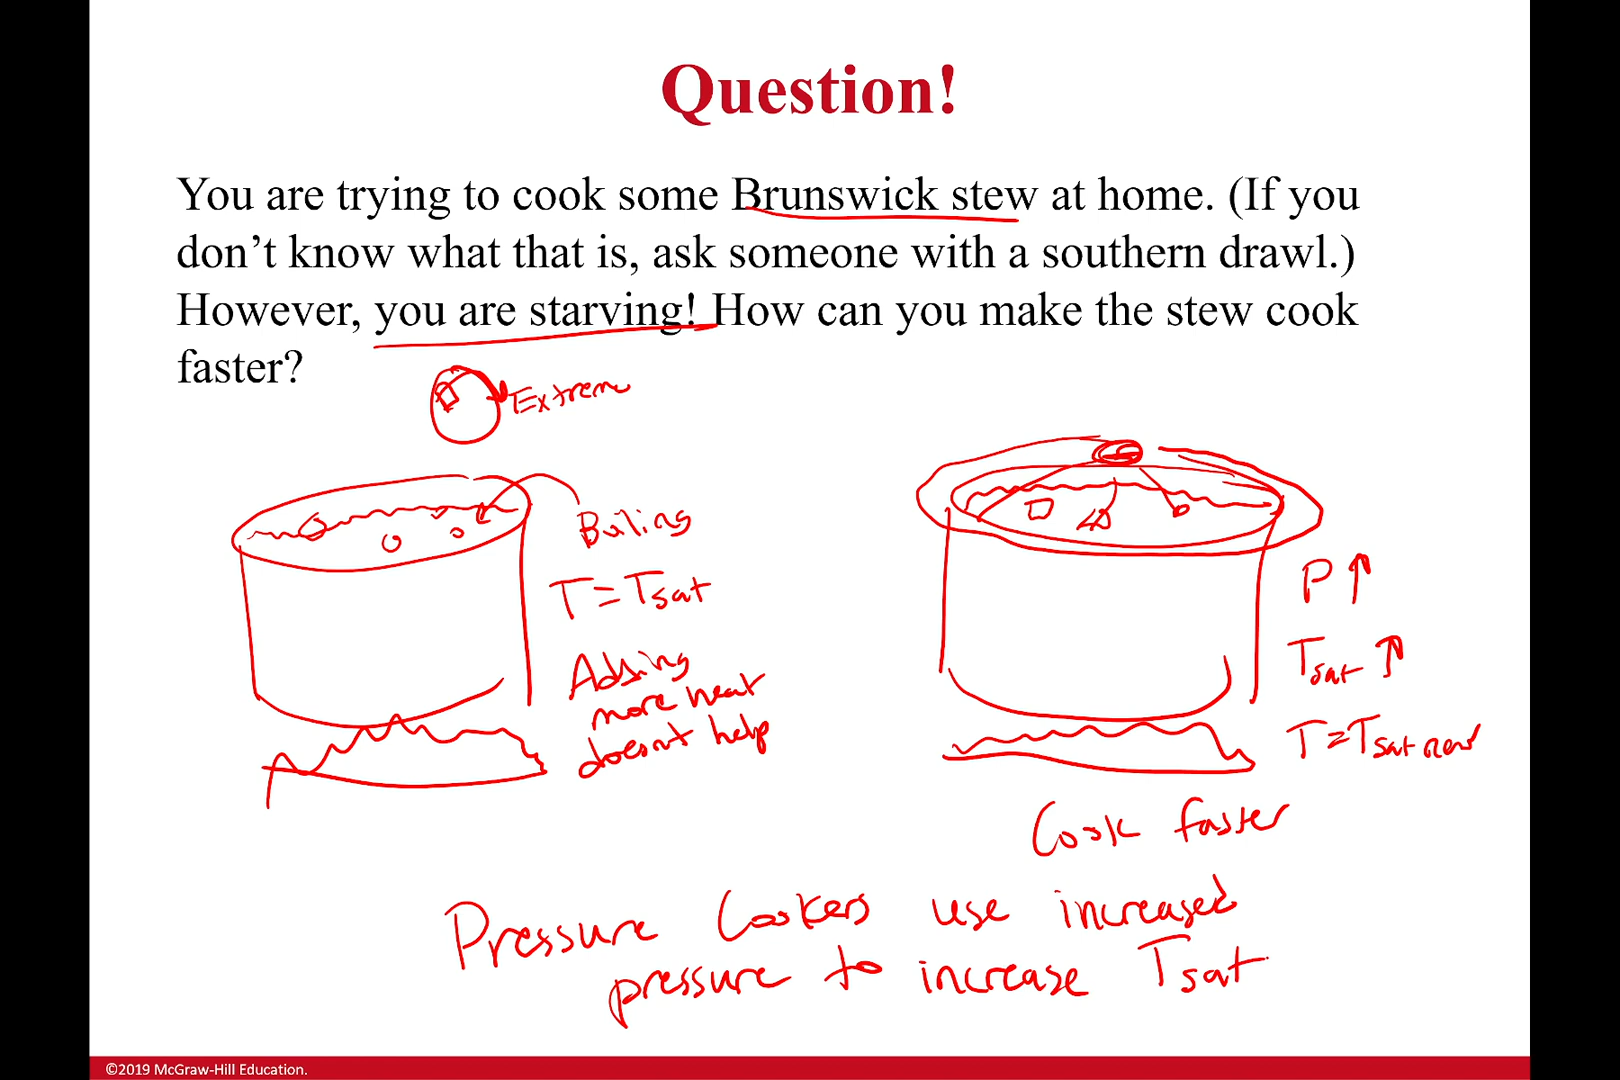 Question!
You are trying to cook some Brunswick stew at home. (If you
don’t know what that is, ask someone with a southern drawl.)
However, you are starving! How can you make the stew cook
faster?
Extreme
Boiling
T = Tsat
Adding
more heat
doesn't help
P ↑
Tsat ↑
T = Tsat new
Cook faster
Pressure Cookers use increased
pressure to increase Tsat
©2019 McGraw-Hill Education.